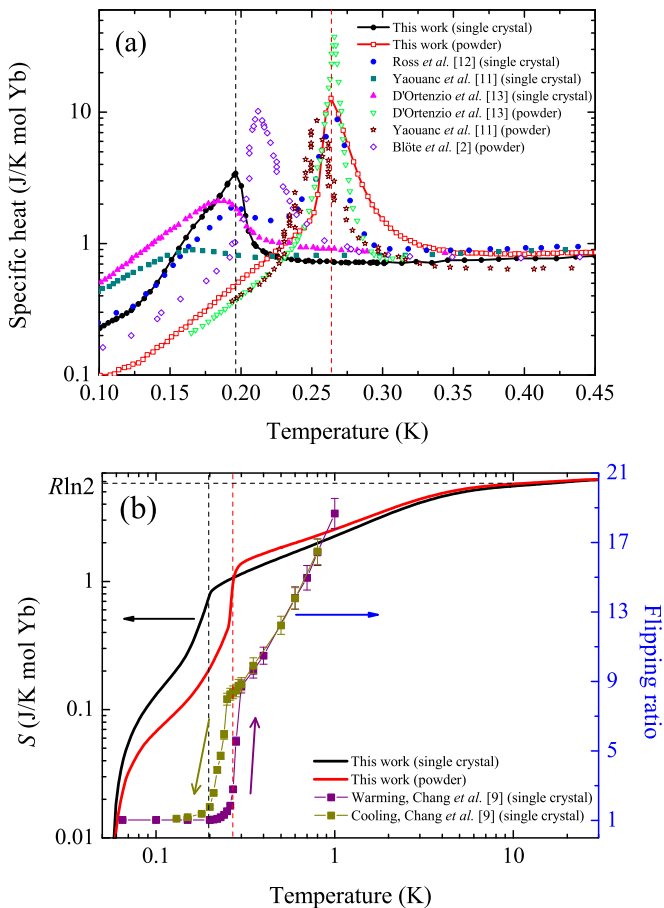 (a)
This work (single crystal)
This work (powder)
Ross et al. [12] (single crystal)
Yaouanc et al. [11] (single crystal)
D'Ortenzio et al. [13] (single crystal)
D'Ortenzio et al. [13] (powder)
Yaouanc et al. [11] (powder)
Blöte et al. [2] (powder)
Specific heat (J/K mol Yb)
10
1
0.1
0.10 0.15 0.20 0.25 0.30 0.35 0.40 0.45
Temperature (K)
(b)
Rln2
1
0.1
0.01
S (J/K mol Yb)
21
17
15
13
11
9
7
5
1
Flipping ratio
This work (single crystal)
This work (powder)
Warming, Chang et al. [9] (single crystal)
Cooling, Chang et al. [9] (single crystal)
0.1 1 10
Temperature (K)